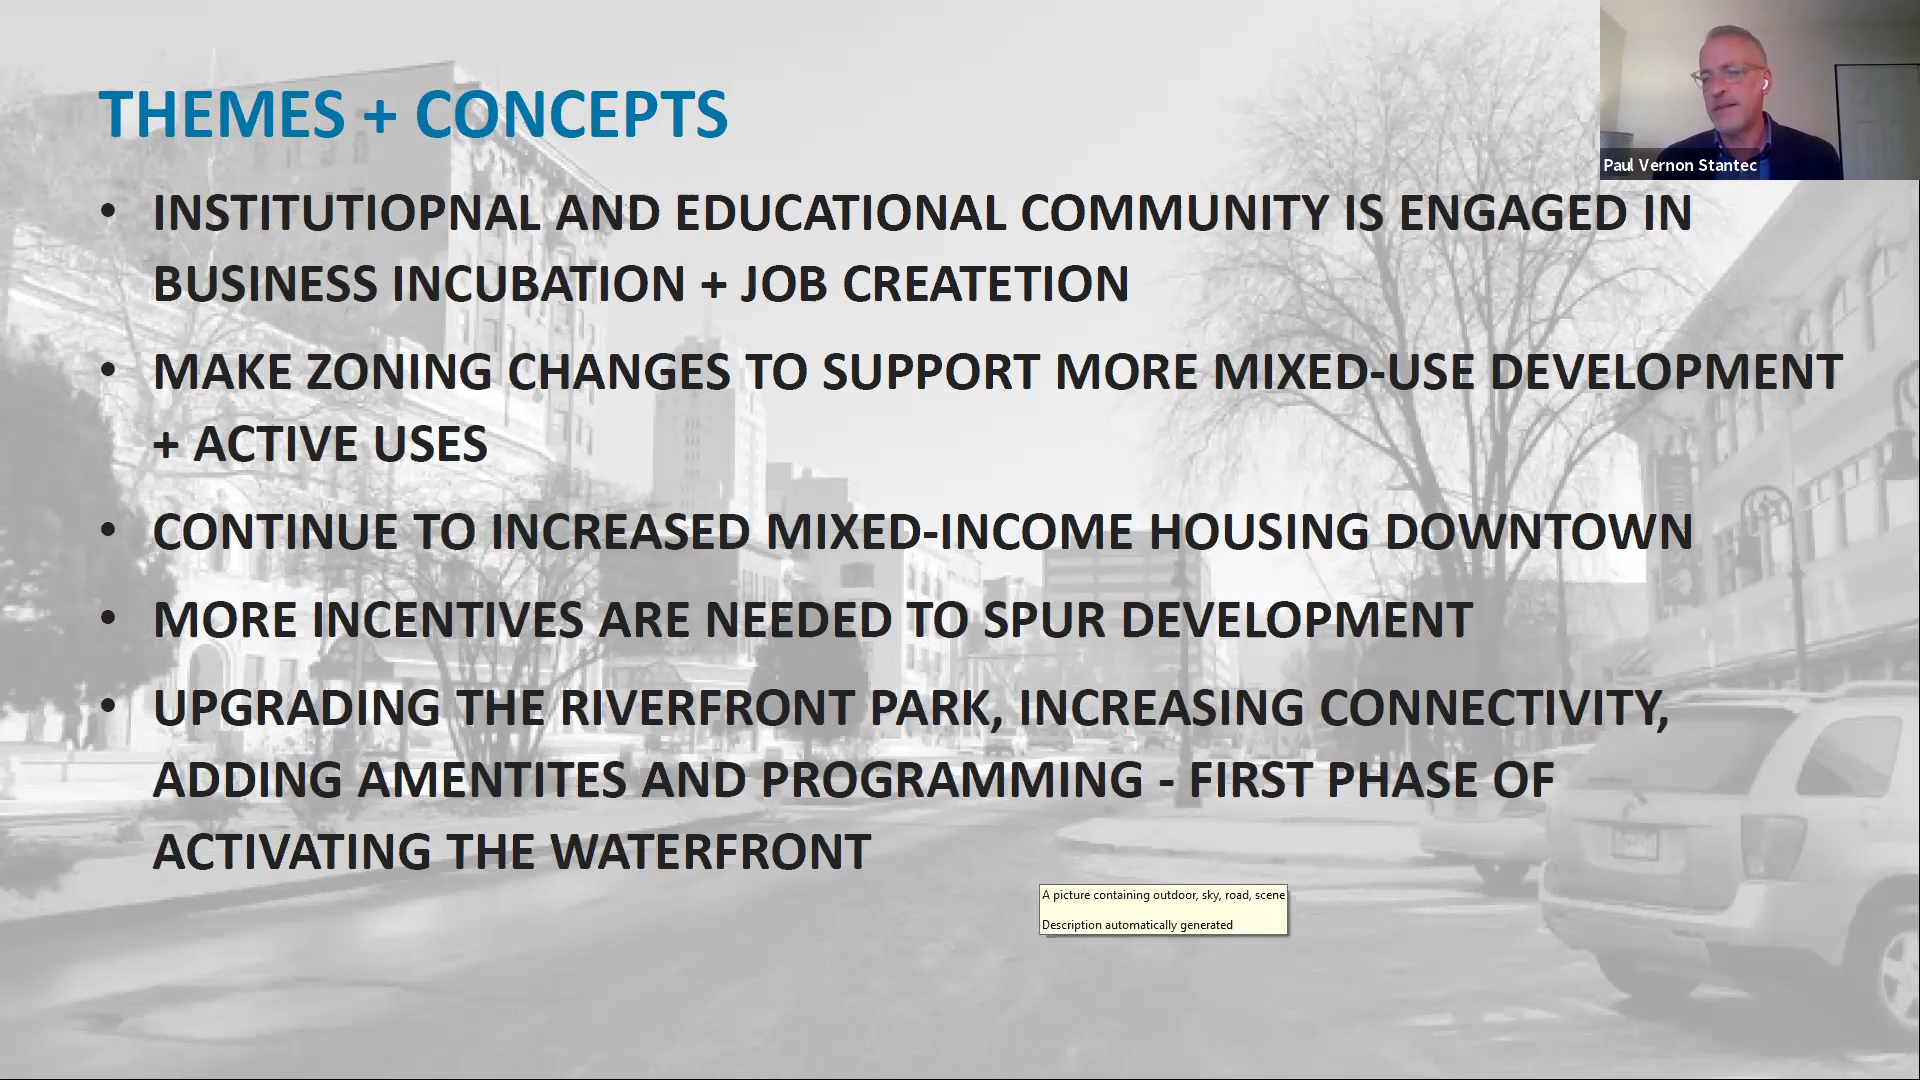 THEMES + CONCEPTS
Paul Vernon Stantec
• INSTITUTIOPNAL AND EDUCATIONAL COMMUNITY IS ENGAGED IN
BUSINESS INCUBATION + JOB CREATETION
• MAKE ZONING CHANGES TO SUPPORT MORE MIXED-USE DEVELOPMENT
+ ACTIVE USES
• CONTINUE TO INCREASED MIXED-INCOME HOUSING DOWNTOWN
• MORE INCENTIVES ARE NEEDED TO SPUR DEVELOPMENT
• UPGRADING THE RIVERFRONT PARK, INCREASING CONNECTIVITY,
ADDING AMENTITES AND PROGRAMMING - FIRST PHASE OF
ACTIVATING THE WATERFRONT
A picture containing outdoor, sky, road, scene
Description automatically generated